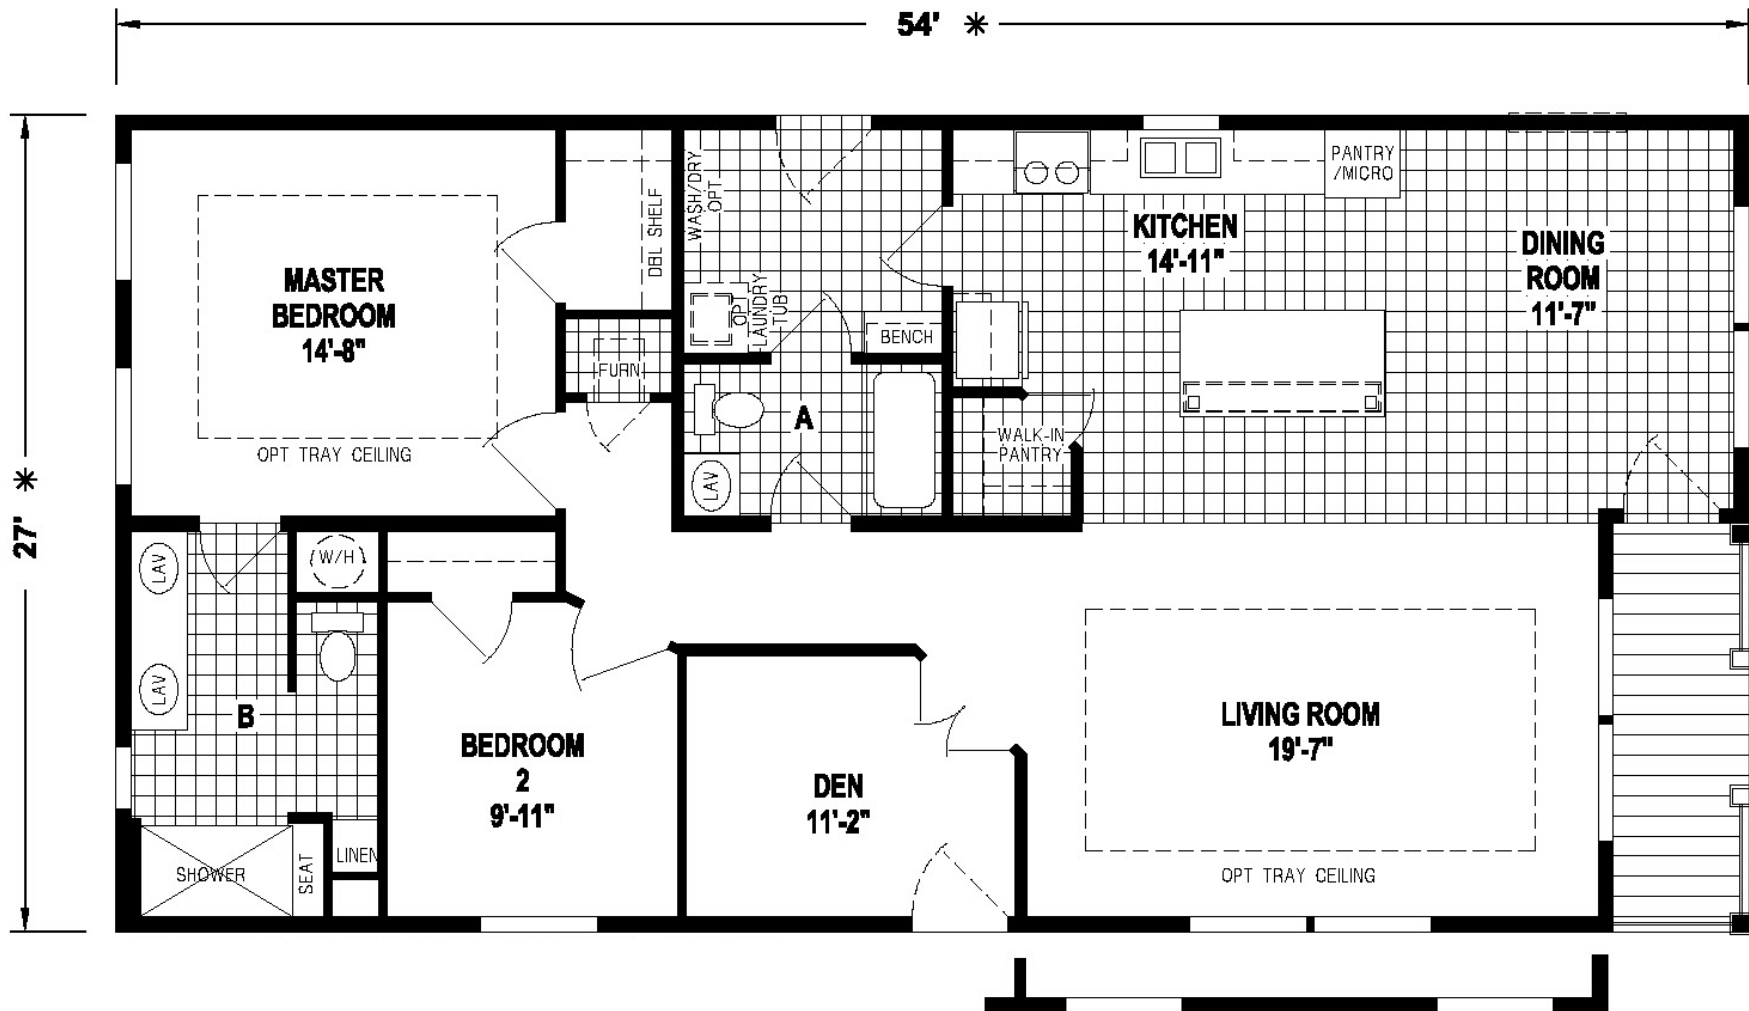 54' *
27' *
MASTER
BEDROOM
14'-8"
OPT TRAY CEILING
DBL SHELF
WASH/DRY
OPT
OPT
LAUNDRY
TUB
FURN
BENCH
A
LAV
KITCHEN
14'-11"
PANTRY
/MICRO
WALK-IN
PANTRY
DINING
ROOM
11'-7"
LAV
LAV
W/H
B
SHOWER
SEAT
LINEN
BEDROOM
2
9'-11"
DEN
11'-2"
LIVING ROOM
19'-7"
OPT TRAY CEILING